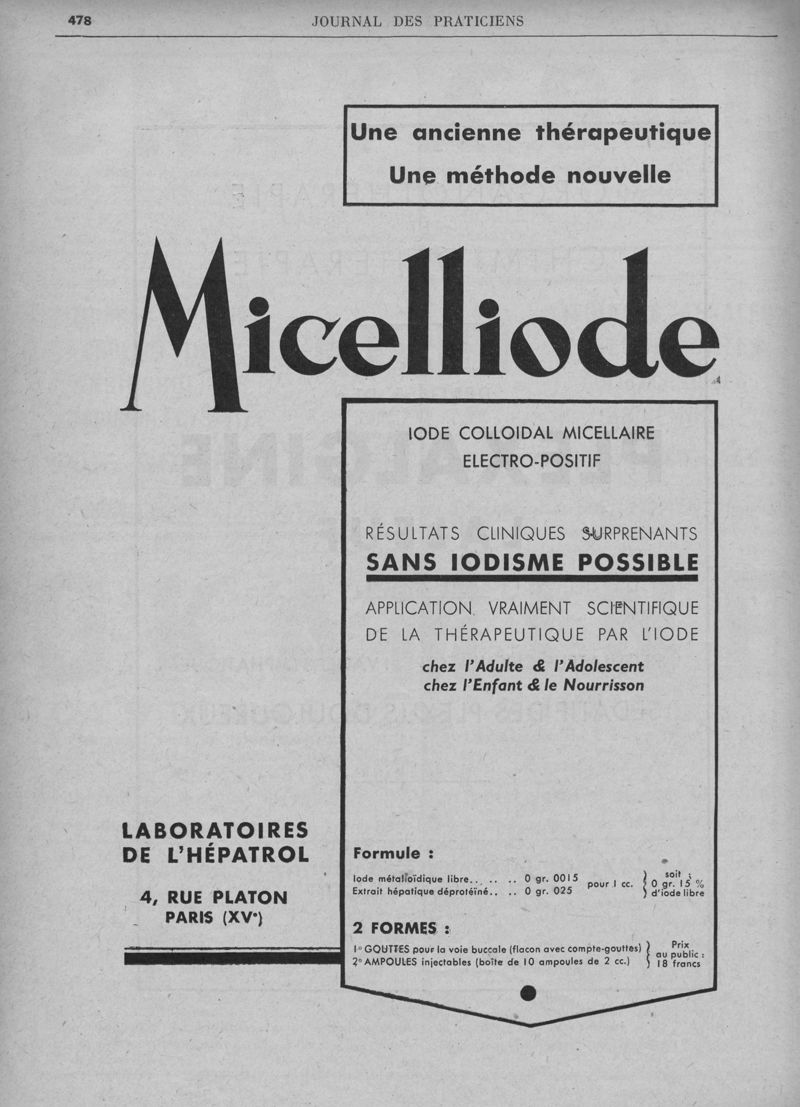 478
JOURNAL DES PRATICIENS
Une ancienne thérapeutique
Une méthode nouvelle
Micelliode
IODE COLLOIDAL MICELLAIRE
ELECTRO-POSITIF
RÉSULTATS CLINIQUES SURPRENANTS
SANS IODISME POSSIBLE
APPLICATION VRAIMENT SCIENTIFIQUE
DE LA THÉRAPEUTIQUE PAR L'IODE
chez l'Adulte & l'Adolescent
chez l'Enfant & le Nourrisson
LABORATOIRES
DE L'HÉPATROL
4, RUE PLATON
PARIS (XVe)
Formule :
Iode métalloïdique libre.. .. .. 0 gr. 0015
Extrait hépatique déprotéiné.. .. 0 gr. 025
pour 1 cc.
soit :
0 gr. 15 %
d'iode libre
2 FORMES :
1° GOUTTES pour la voie buccale (flacon avec compte-gouttes)
2° AMPOULES injectables (boîte de 10 ampoules de 2 cc.)
Prix
au public :
18 francs